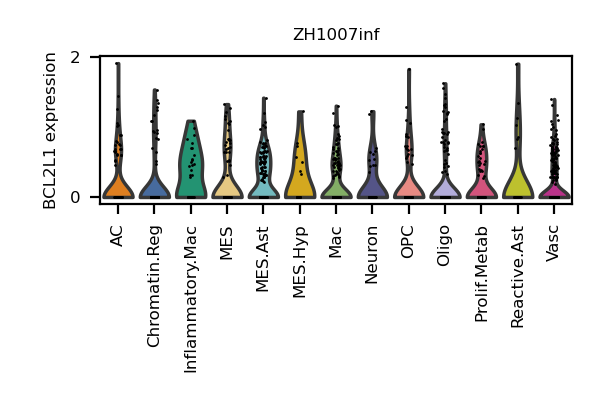 ZH1007inf
BCL2L1 expression
2
0
AC
Chromatin.Reg
Inflammatory.Mac
MES
MES.Ast
MES.Hyp
Mac
Neuron
OPC
Oligo
Prolif.Metab
Reactive.Ast
Vasc